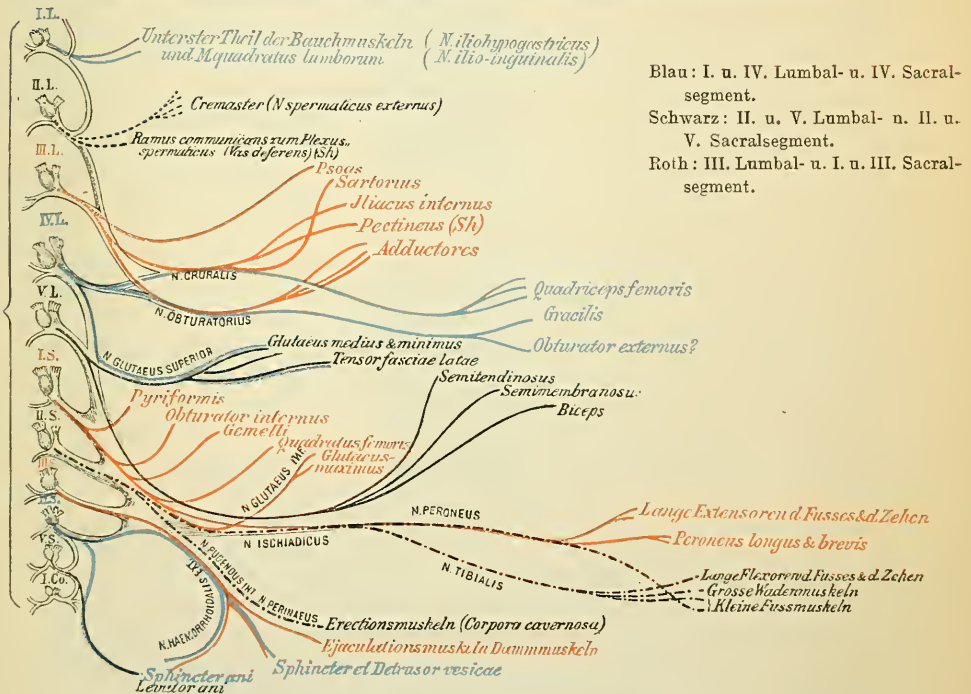 I.L.
Unterster Theil der Bauchmuskeln (N. iliohypogastricus)
und M quadratus lumborum (N. ilio-inguinalis)
Blau: I. u. IV. Lumbal- u. IV. Sacral-
segment.
Schwarz: II. u. V. Lumbal- n. II. u.
V. Sacralsegment.
Roth: III. Lumbal- u. I. u. III. Sacral-
segment.
II.L.
Cremaster (N spermaticus externus)
Ramus communicans zum Plexus
spermaticus (Vas deferens) (Sh)
III.L.
Psoas
Sartorius
Iliacus internus
Pectineus (Sh)
Adductores
IV.L.
N. CRURALIS
N. OBTURATORIUS
Quadriceps femoris
Gracilis
Obturator externus?
V.L.
N. GLUTAEUS SUPERIOR
Glutaeus medius & minimus
Tensor fasciae latae
I.S.
Semitendinosus
Semimembranosus
Biceps
Pyriformis
Obturator internus
Gemelli
Quadratus femoris
Glutaeus-
maximus
II.S.
N. GLUTAEUS INF.
III.S.
N. ISCHIADICUS
N. PERONEUS
N. TIBIALIS
Lange Extensoren d. Fusses & d. Zehen
Peroneus longus & brevis
Lange Flexoren d. Fusses & d. Zehen
Grosse Wadenmuskeln
Kleine Fussmuskeln
V.S.
I.Co.
N. PUDENDUS INT.
N. PERINAEUS
N. HAEMORRHOIDALIS EXT
Erectionsmuskeln (Corpora cavernosa)
Ejaculationsmuskeln Dammmuskeln
Sphincter et Detrusor vesicae
Sphincter ani
Levator ani